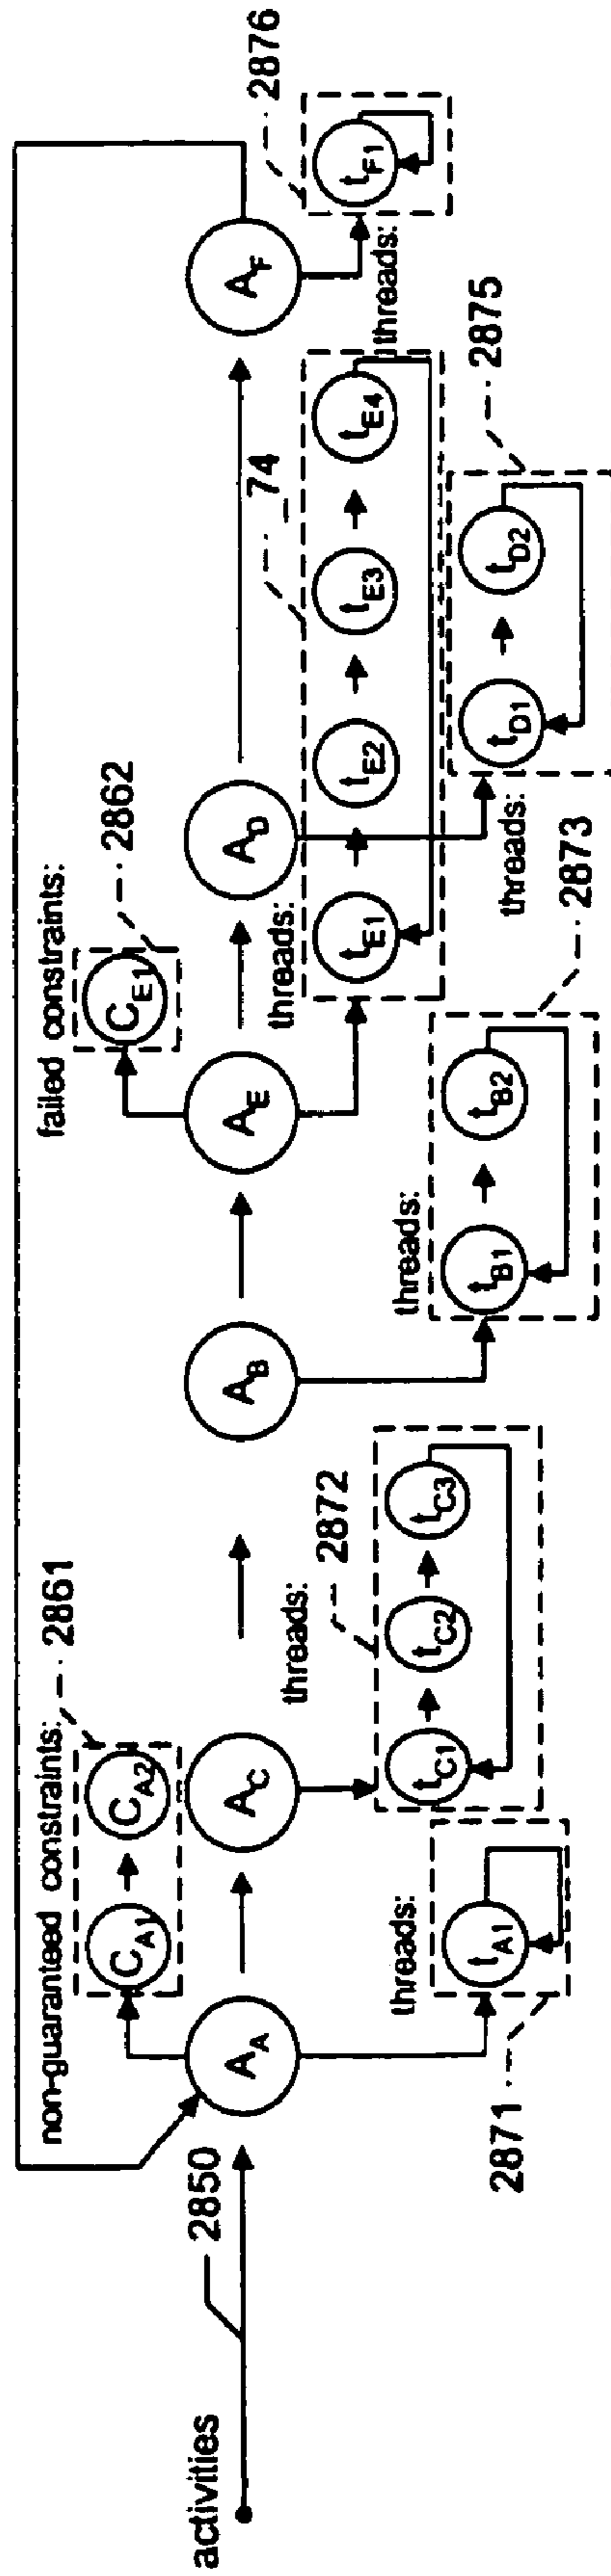 activities
2850
non-guaranteed constraints:
2861
C_A1
C_A2
failed constraints:
C_E1
2862
A_A
A_C
A_B
A_E
A_D
A_F
threads:
t_A1
2871
threads:
2872
t_C1
t_C2
t_C3
threads:
t_B1
t_B2
2873
threads:
74
t_E1
t_E2
t_E3
t_E4
threads:
t_D1
t_D2
2875
threads:
t_F1
2876